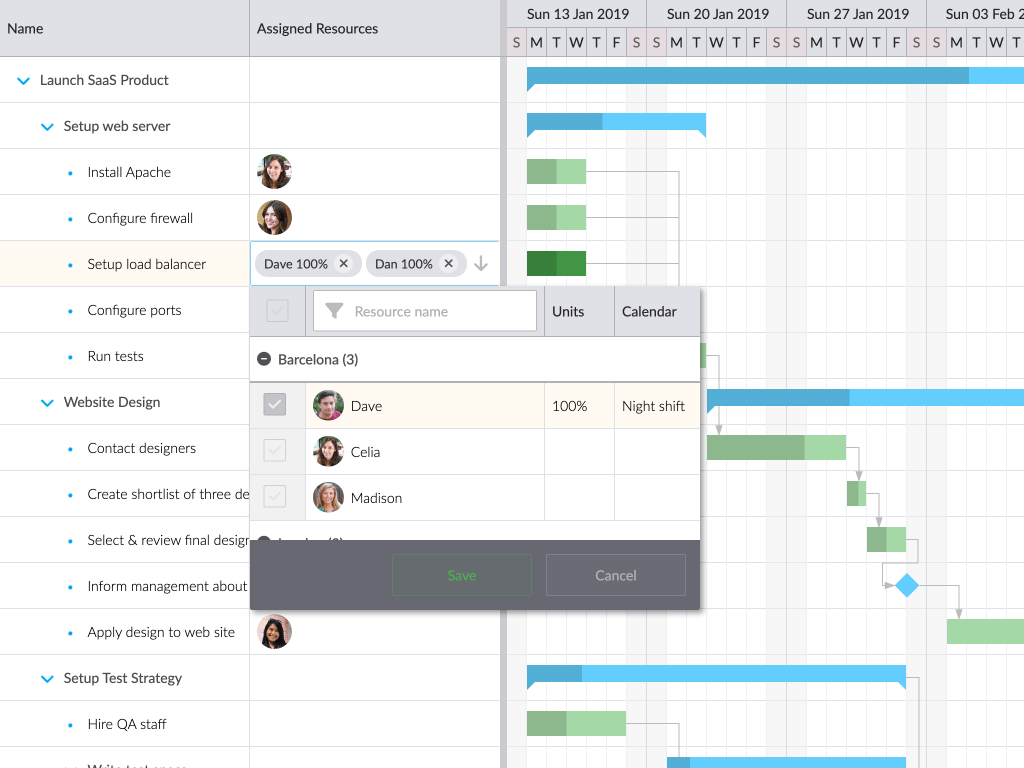 Name
Assigned Resources
Sun 13 Jan 2019
Sun 20 Jan 2019
Sun 27 Jan 2019
Sun 03 Feb 2
S M T W T F S S M T W T F S S M T W T F S S M T W T
Launch SaaS Product
Setup web server
Install Apache
Configure firewall
Setup load balancer
Dave 100%
Dan 100%
Configure ports
Resource name
Units
Calendar
Run tests
Barcelona (3)
Website Design
Dave
100%
Night shift
Contact designers
Celia
Create shortlist of three de
Madison
Select & review final design
Inform management about
Save
Cancel
Apply design to web site
Setup Test Strategy
Hire QA staff